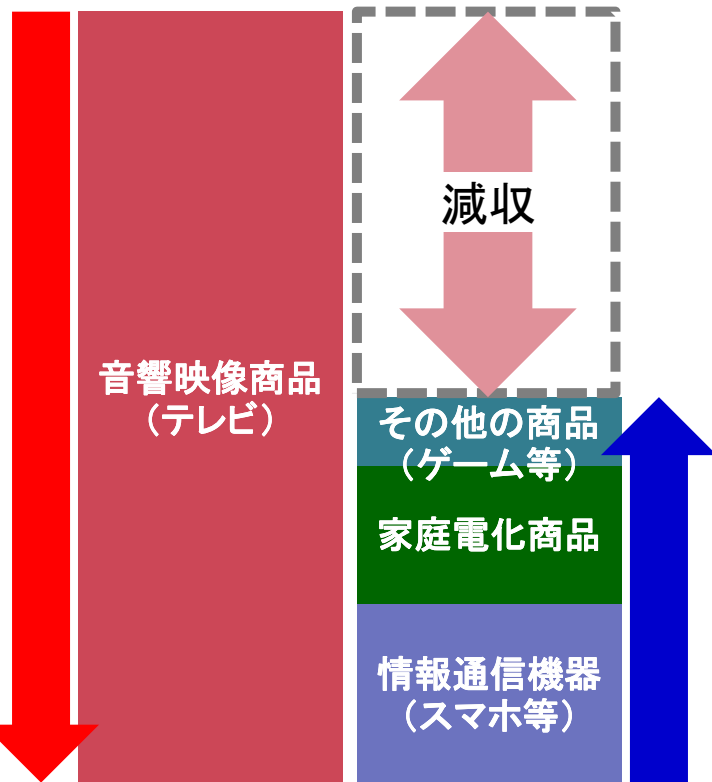 音響映像商品
（テレビ）
減収
その他の商品
（ゲーム等）
家庭電化商品
情報通信機器
（スマホ等）